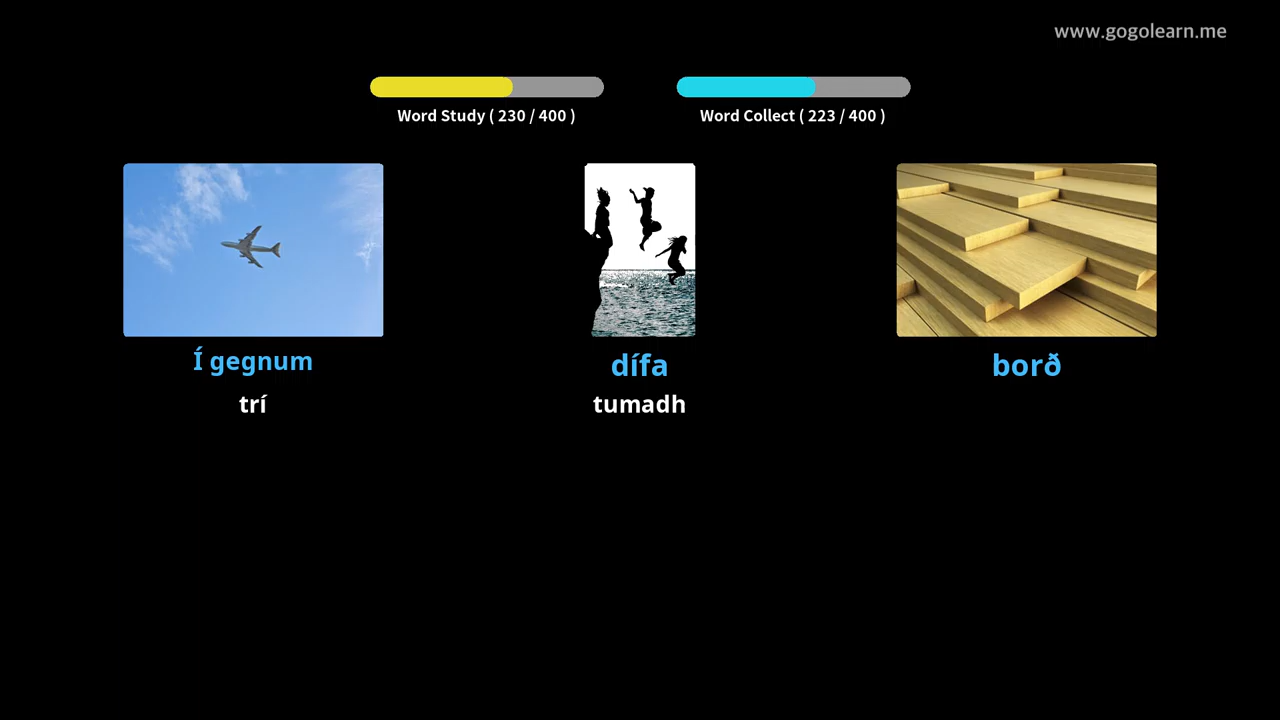 www.gogolearn.me
Word Study ( 230 / 400 )
Word Collect ( 223 / 400 )
Í gegnum
trí
dífa
tumadh
borð